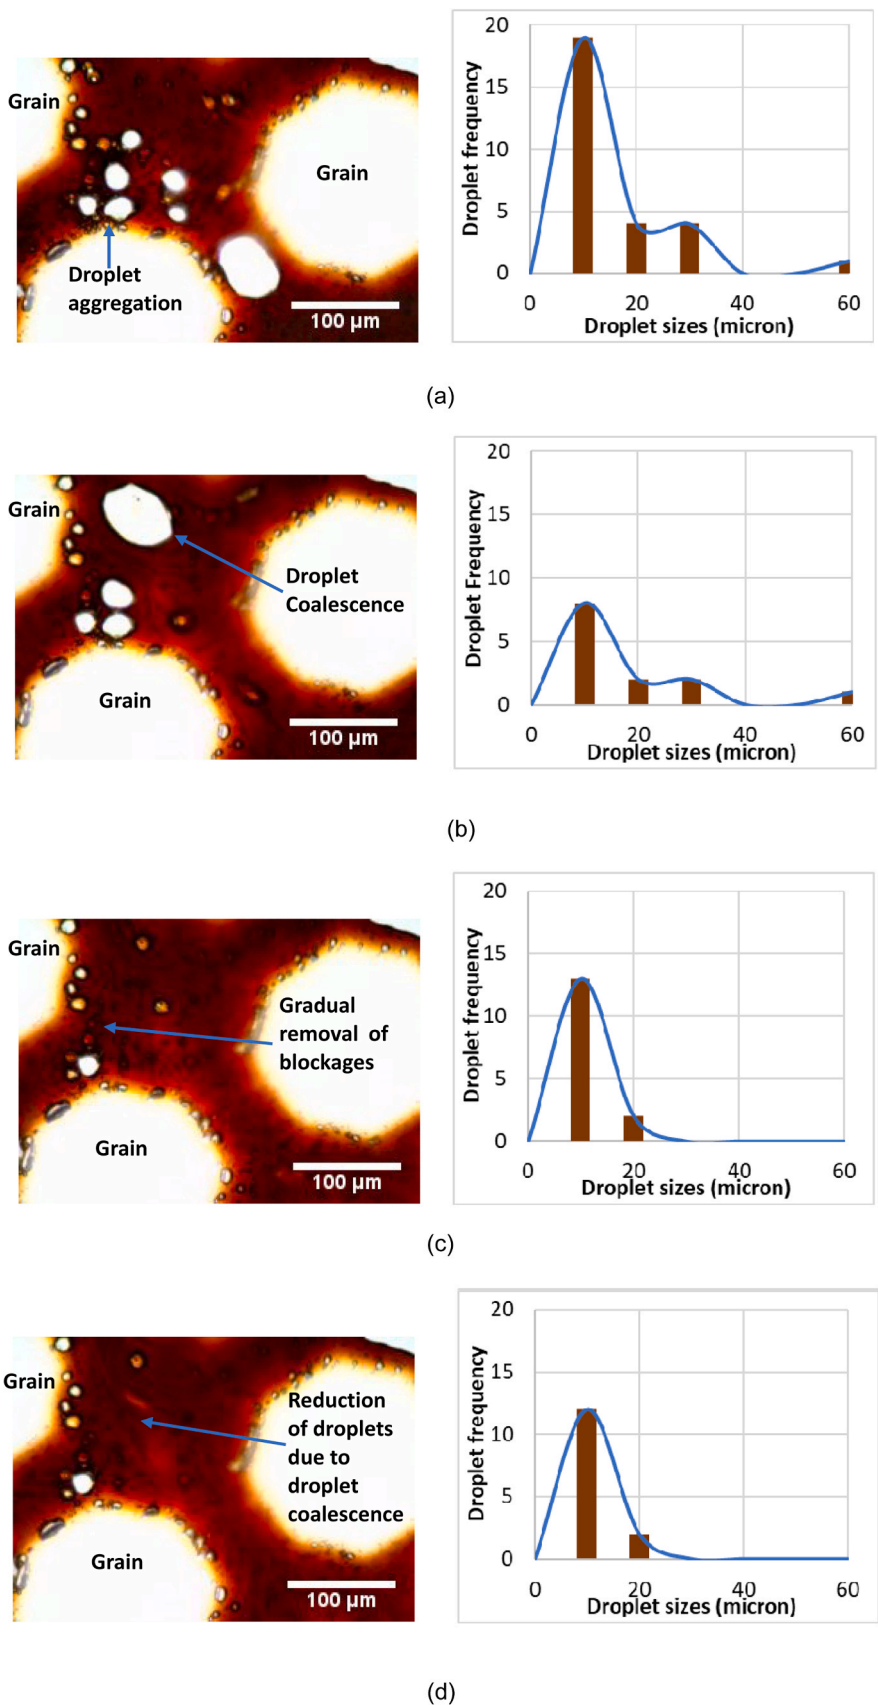 Grain
Grain
Droplet
aggregation
100 µm
20
15
10
5
0
0 20 40 60
Droplet frequency
Droplet sizes (micron)
(a)
Grain
Droplet
Coalescence
Grain
100 µm
20
15
10
5
0
0 20 40 60
Droplet Frequency
Droplet sizes (micron)
(b)
Grain
Gradual
removal of
blockages
Grain
100 µm
20
15
10
5
0
0 20 40 60
Droplet frequency
Droplet sizes (micron)
(c)
Grain
Reduction
of droplets
due to
droplet
coalescence
Grain
100 µm
20
15
10
5
0
0 20 40 60
Droplet frequency
Droplet sizes (micron)
(d)